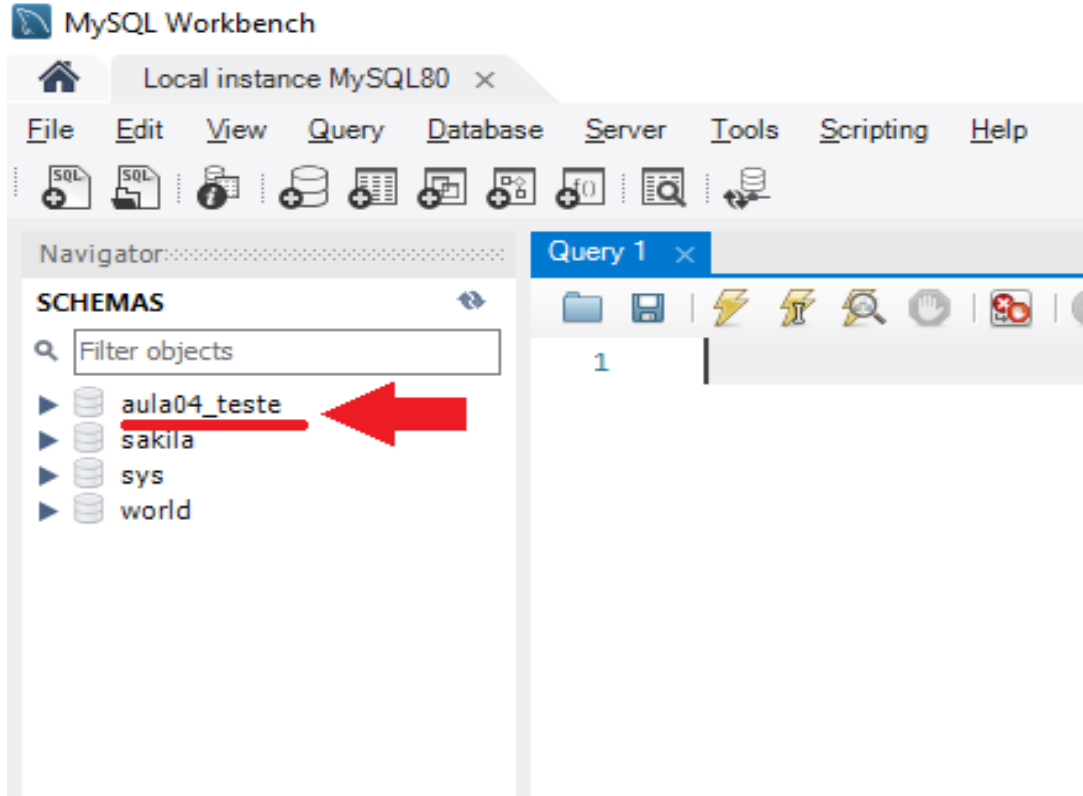 MySQL Workbench
Local instance MySQL80 ×
File Edit View Query Database Server Tools Scripting Help
SQL SQL f()
Navigator Query 1 ×
SCHEMAS
Filter objects
1
aula04_teste
sakila
sys
world